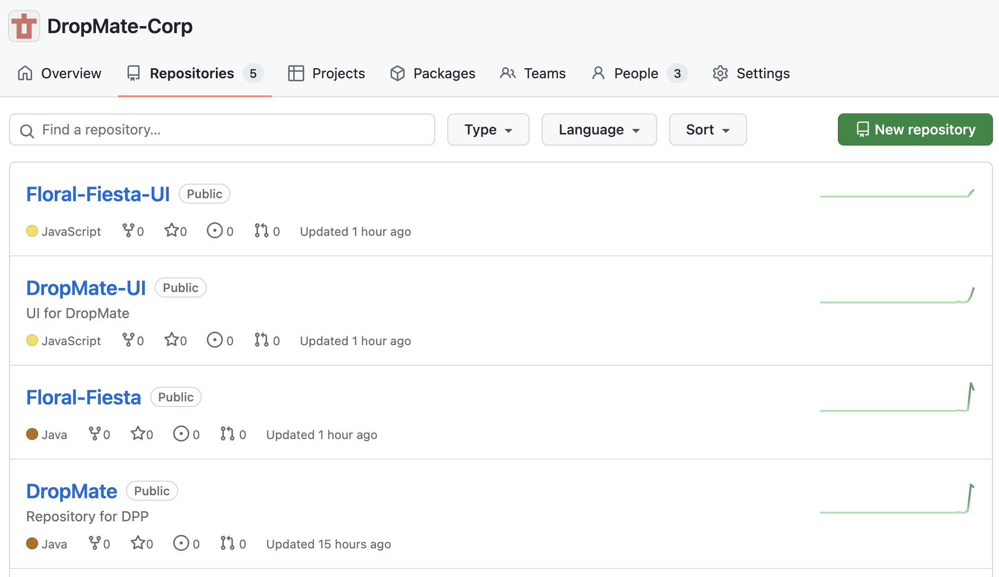 DropMate-Corp
Overview Repositories 5 Projects Packages Teams People 3 Settings
Find a repository... Type Language Sort New repository
Floral-Fiesta-UI Public
JavaScript 0 0 0 0 Updated 1 hour ago
DropMate-UI Public
UI for DropMate
JavaScript 0 0 0 0 Updated 1 hour ago
Floral-Fiesta Public
Java 0 0 0 0 Updated 1 hour ago
DropMate Public
Repository for DPP
Java 0 0 0 0 Updated 15 hours ago